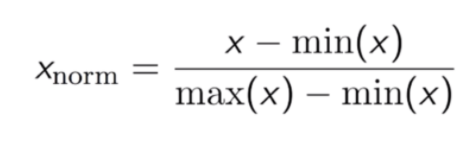 x_norm = (x − min(x)) / (max(x) − min(x))